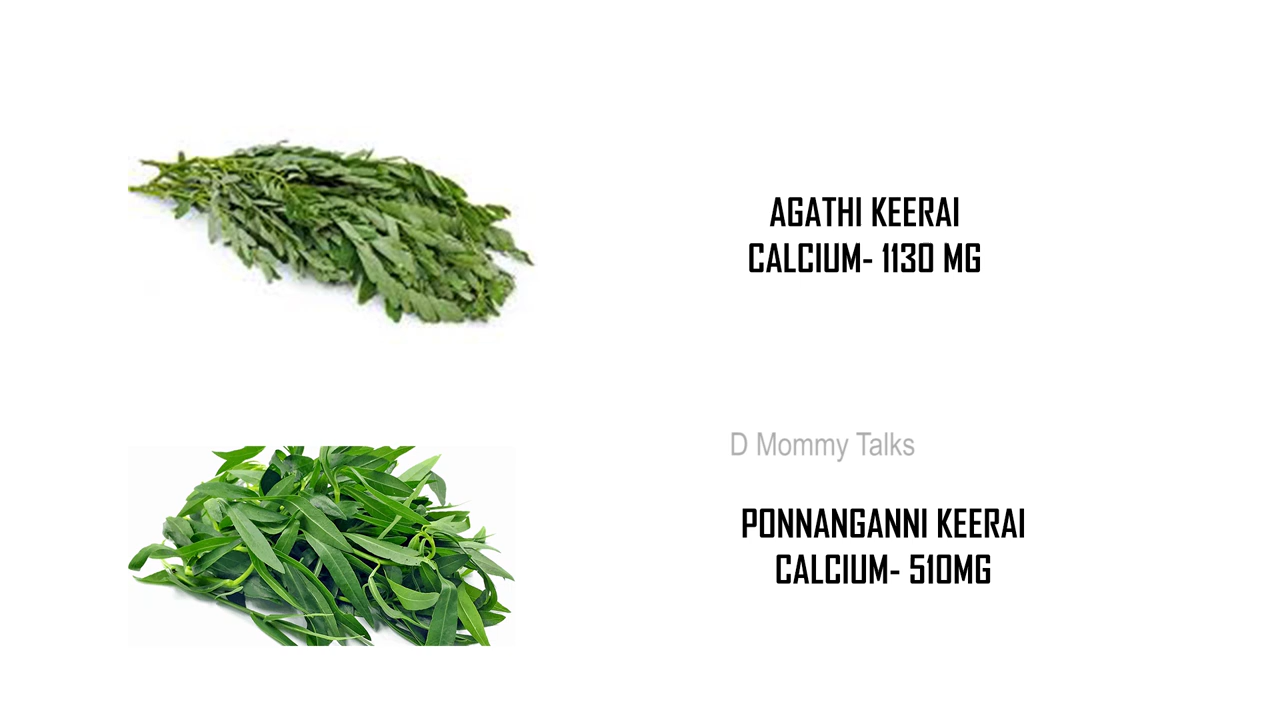 AGATHI KEERAI
CALCIUM- 1130 MG
D Mommy Talks
PONNANGANNI KEERAI
CALCIUM- 510MG